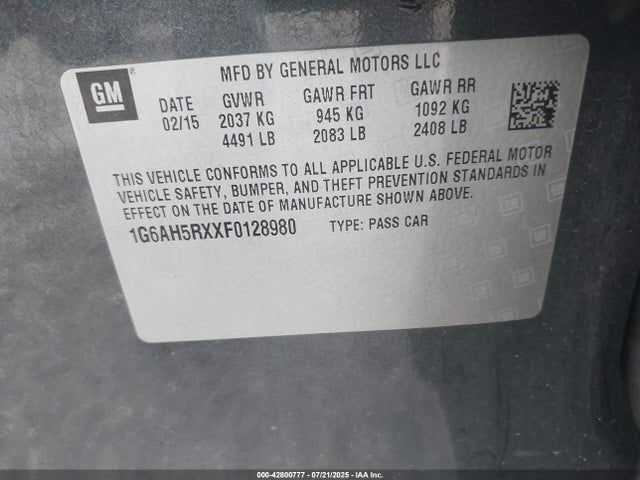 GM
MFD BY GENERAL MOTORS LLC
DATE GVWR GAWR FRT GAWR RR
02/15 2037 KG 945 KG 1092 KG
4491 LB 2083 LB 2408 LB
THIS VEHICLE CONFORMS TO ALL APPLICABLE U.S. FEDERAL MOTOR
VEHICLE SAFETY, BUMPER, AND THEFT PREVENTION STANDARDS IN
EFFECT ON THE DATE OF MANUFACTURE SHOWN ABOVE.
1G6AH5RXXF0128980 TYPE: PASS CAR
000-42800777 - 07/21/2025 - IAA Inc.